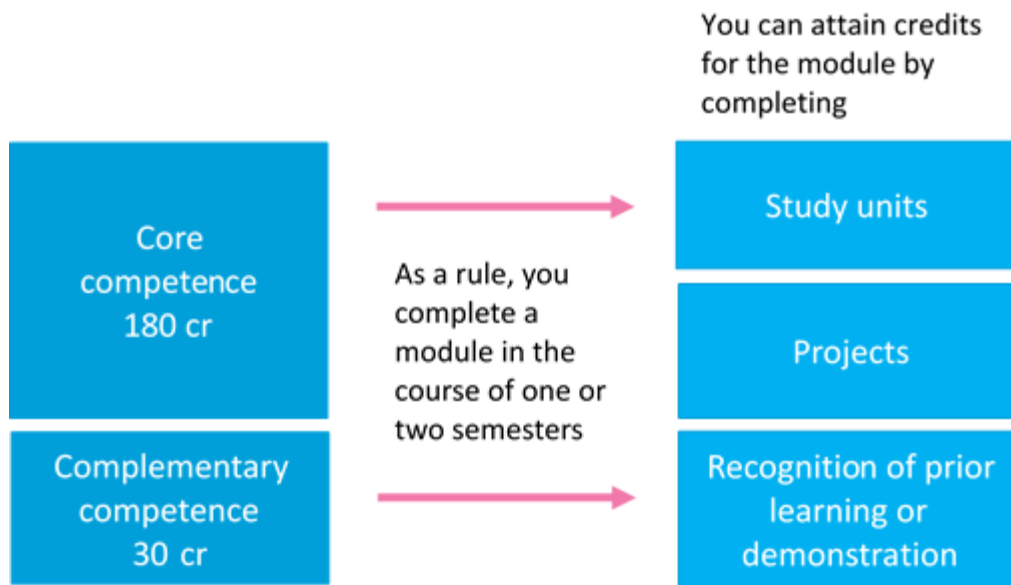 You can attain credits
for the module by
completing
Core
competence
180 cr
As a rule, you
complete a
module in the
course of one or
two semesters
Complementary
competence
30 cr
Study units
Projects
Recognition of prior
learning or
demonstration